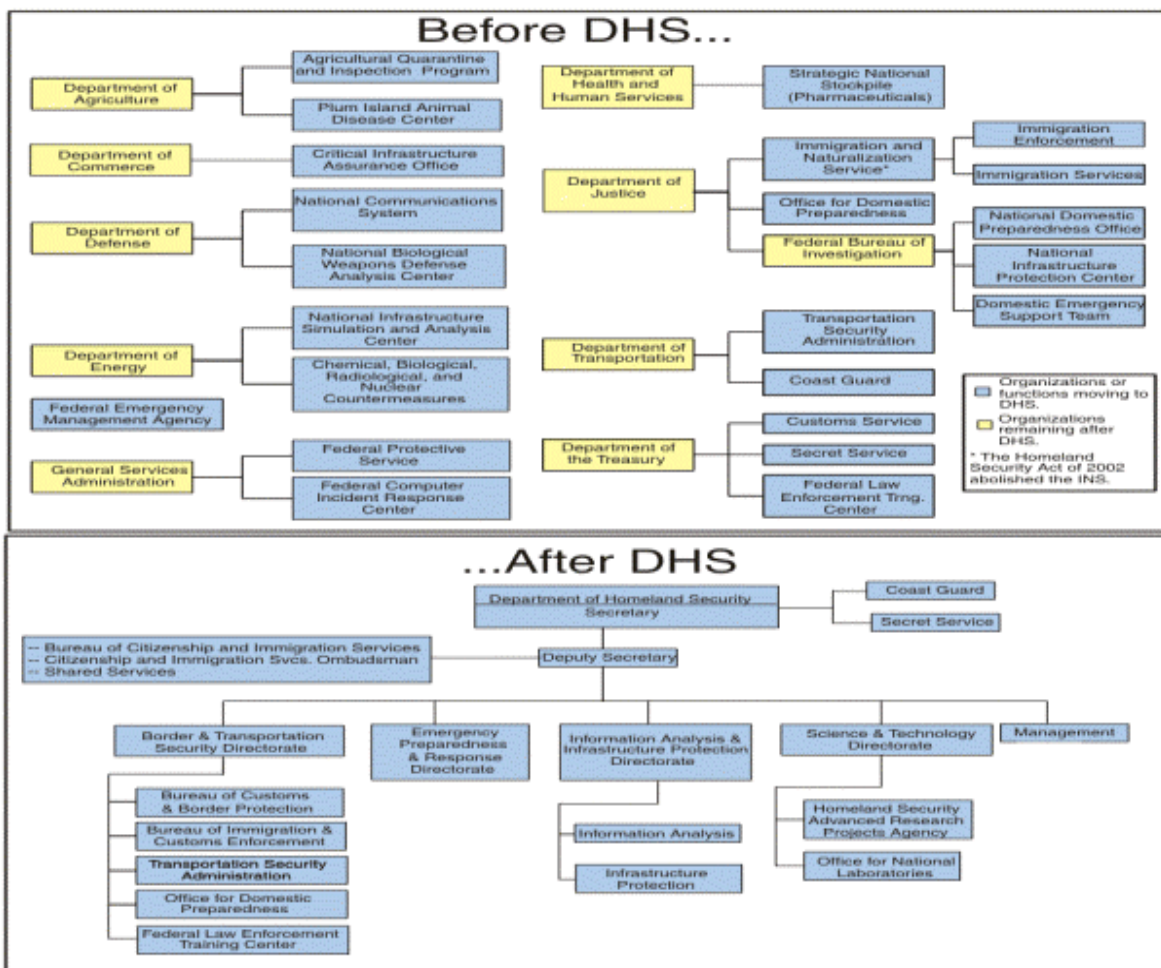 Before DHS...
Department of
Agriculture
Agricultural Quarantine
and Inspection Program
Plum Island Animal
Disease Center
Department of
Commerce
Critical Infrastructure
Assurance Office
Department of
Defense
National Communications
System
National Biological
Weapons Defense
Analysis Center
Department of
Energy
National Infrastructure
Simulation and Analysis
Center
Chemical, Biological,
Radiological, and
Nuclear
Countermeasures
Federal Emergency
Management Agency
General Services
Administration
Federal Protective
Service
Federal Computer
Incident Response
Center
Department of
Health and
Human Services
Strategic National
Stockpile
(Pharmaceuticals)
Department of
Justice
Immigration and
Naturalization
Service*
Immigration
Enforcement
Immigration Services
Office for Domestic
Preparedness
Federal Bureau of
Investigation
National Domestic
Preparedness Office
National
Infrastructure
Protection Center
Domestic Emergency
Support Team
Department of
Transportation
Transportation
Security
Administration
Coast Guard
Department of
the Treasury
Customs Service
Secret Service
Federal Law
Enforcement Trng.
Center
Organizations or
functions moving to
DHS.
Organizations
remaining after
DHS.
* The Homeland
Security Act of 2002
abolished the INS.
...After DHS
Department of Homeland Security
Secretary
Coast Guard
Secret Service
-- Bureau of Citizenship and Immigration Services
-- Citizenship and Immigration Svcs. Ombudsman
-- Shared Services
Deputy Secretary
Border & Transportation
Security Directorate
Bureau of Customs
& Border Protection
Bureau of Immigration &
Customs Enforcement
Transportation Security
Administration
Office for Domestic
Preparedness
Federal Law Enforcement
Training Center
Emergency
Preparedness
& Response
Directorate
Information Analysis &
Infrastructure Protection
Directorate
Information Analysis
Infrastructure
Protection
Science & Technology
Directorate
Homeland Security
Advanced Research
Projects Agency
Office for National
Laboratories
Management